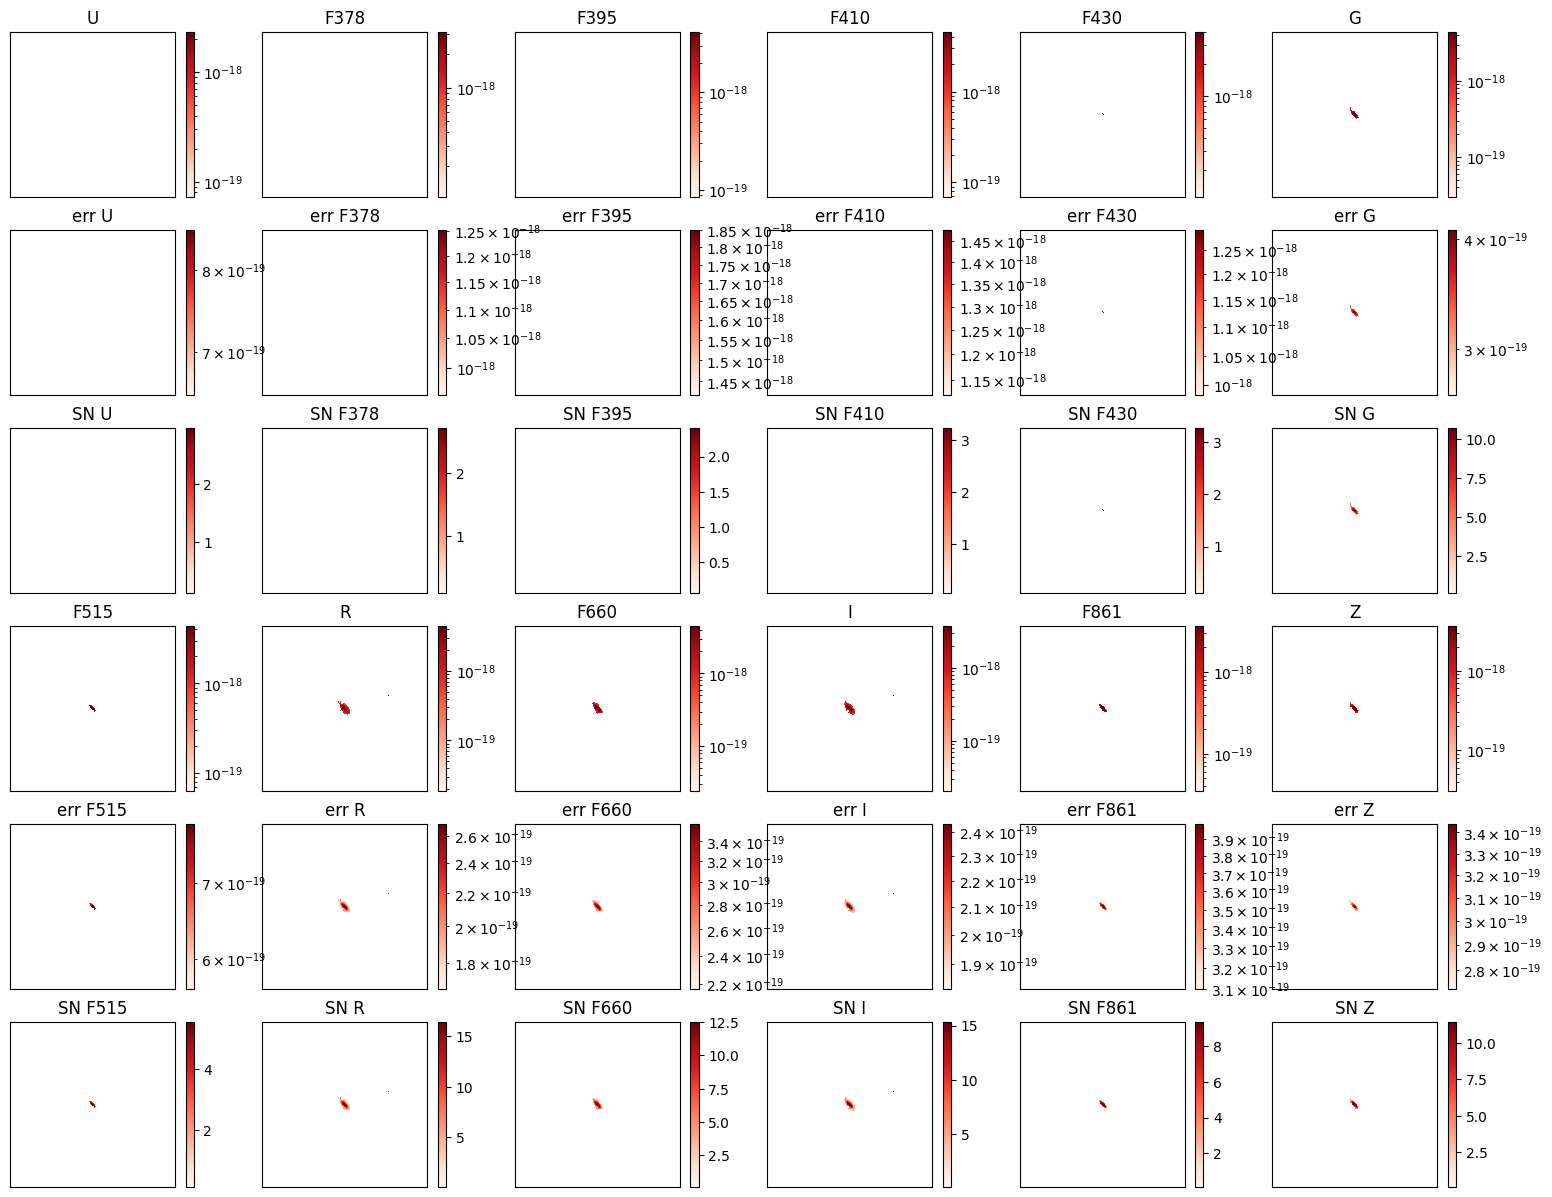 U F378 F395 F410 F430 G
10⁻¹⁸ 10⁻¹⁸ 10⁻¹⁸ 10⁻¹⁸ 10⁻¹⁸ 10⁻¹⁸
10⁻¹⁹ 10⁻¹⁹ 10⁻¹⁹ 10⁻¹⁹
err U err F378 err F395 err F410 err F430 err G
8 × 10⁻¹⁹
7 × 10⁻¹⁹
1.25 × 10⁻¹⁸
1.2 × 10⁻¹⁸
1.15 × 10⁻¹⁸
1.1 × 10⁻¹⁸
1.05 × 10⁻¹⁸
10⁻¹⁸
1.85 × 10⁻¹⁸
1.8 × 10⁻¹⁸
1.75 × 10⁻¹⁸
1.7 × 10⁻¹⁸
1.65 × 10⁻¹⁸
1.6 × 10⁻¹⁸
1.55 × 10⁻¹⁸
1.5 × 10⁻¹⁸
1.45 × 10⁻¹⁸
1.45 × 10⁻¹⁸
1.4 × 10⁻¹⁸
1.35 × 10⁻¹⁸
1.3 × 10⁻¹⁸
1.25 × 10⁻¹⁸
1.2 × 10⁻¹⁸
1.15 × 10⁻¹⁸
1.25 × 10⁻¹⁸
1.2 × 10⁻¹⁸
1.15 × 10⁻¹⁸
1.1 × 10⁻¹⁸
1.05 × 10⁻¹⁸
10⁻¹⁸
4 × 10⁻¹⁹
3 × 10⁻¹⁹
SN U SN F378 SN F395 SN F410 SN F430 SN G
2
1
2
1
2.0
1.5
1.0
0.5
3
2
1
3
2
1
10.0
7.5
5.0
2.5
F515 R F660 I F861 Z
10⁻¹⁸ 10⁻¹⁸ 10⁻¹⁸ 10⁻¹⁸ 10⁻¹⁸ 10⁻¹⁸
10⁻¹⁹ 10⁻¹⁹ 10⁻¹⁹ 10⁻¹⁹ 10⁻¹⁹ 10⁻¹⁹
err F515 err R err F660 err I err F861 err Z
7 × 10⁻¹⁹
6 × 10⁻¹⁹
2.6 × 10⁻¹⁹
2.4 × 10⁻¹⁹
2.2 × 10⁻¹⁹
2 × 10⁻¹⁹
1.8 × 10⁻¹⁹
3.4 × 10⁻¹⁹
3.2 × 10⁻¹⁹
3 × 10⁻¹⁹
2.8 × 10⁻¹⁹
2.6 × 10⁻¹⁹
2.4 × 10⁻¹⁹
2.2 × 10⁻¹⁹
2.4 × 10⁻¹⁹
2.3 × 10⁻¹⁹
2.2 × 10⁻¹⁹
2.1 × 10⁻¹⁹
2 × 10⁻¹⁹
1.9 × 10⁻¹⁹
3.9 × 10⁻¹⁹
3.8 × 10⁻¹⁹
3.7 × 10⁻¹⁹
3.6 × 10⁻¹⁹
3.5 × 10⁻¹⁹
3.4 × 10⁻¹⁹
3.3 × 10⁻¹⁹
3.2 × 10⁻¹⁹
3.1 × 10⁻¹⁹
3.4 × 10⁻¹⁹
3.3 × 10⁻¹⁹
3.2 × 10⁻¹⁹
3.1 × 10⁻¹⁹
3 × 10⁻¹⁹
2.9 × 10⁻¹⁹
2.8 × 10⁻¹⁹
SN F515 SN R SN F660 SN I SN F861 SN Z
4
2
15
10
5
12.5
10.0
7.5
5.0
2.5
15
10
5
8
6
4
2
10.0
7.5
5.0
2.5